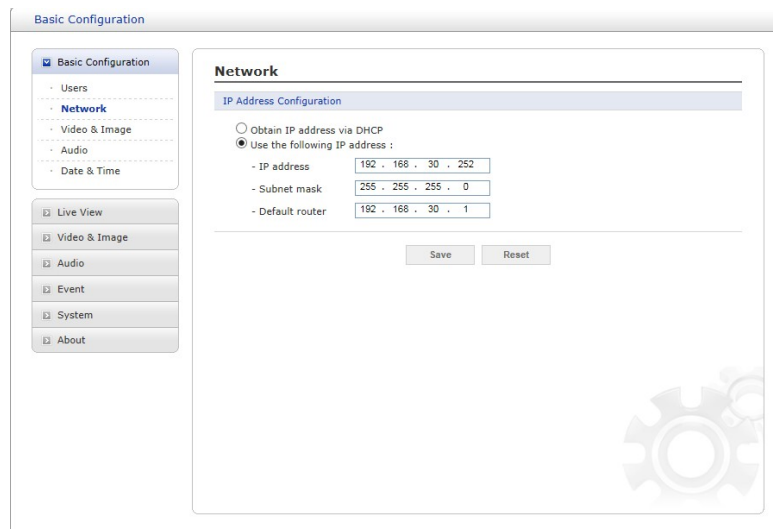 Basic Configuration
Basic Configuration
· Users
· Network
· Video & Image
· Audio
· Date & Time
Live View
Video & Image
Audio
Event
System
About
Network
IP Address Configuration
Obtain IP address via DHCP
Use the following IP address :
- IP address 192 . 168 . 30 . 252
- Subnet mask 255 . 255 . 255 . 0
- Default router 192 . 168 . 30 . 1
Save Reset